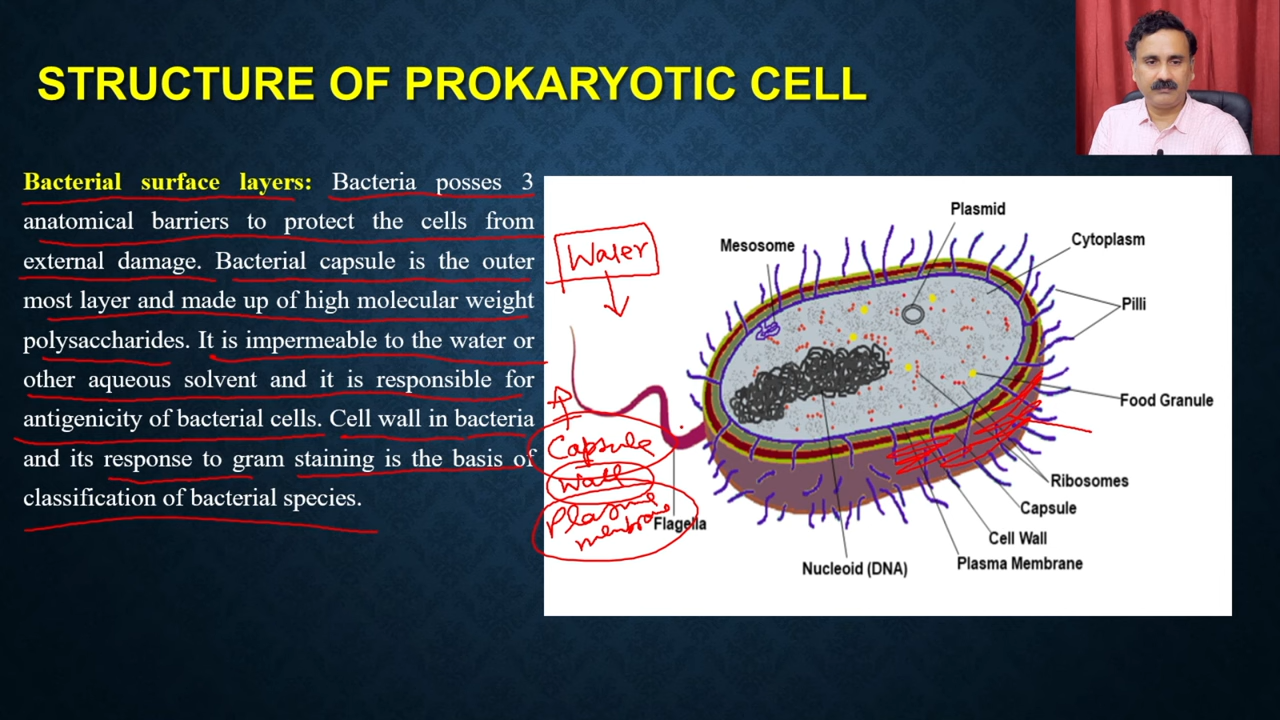 STRUCTURE OF PROKARYOTIC CELL
Bacterial surface layers: Bacteria posses 3
anatomical barriers to protect the cells from
external damage. Bacterial capsule is the outer
most layer and made up of high molecular weight
polysaccharides. It is impermeable to the water or
other aqueous solvent and it is responsible for
antigenicity of bacterial cells. Cell wall in bacteria
and its response to gram staining is the basis of
classification of bacterial species.
Water
Capsule
Wall
Plasma
membrane
Plasmid
Mesosome
Cytoplasm
Pilli
Food Granule
Ribosomes
Capsule
Cell Wall
Plasma Membrane
Nucleoid (DNA)
Flagella